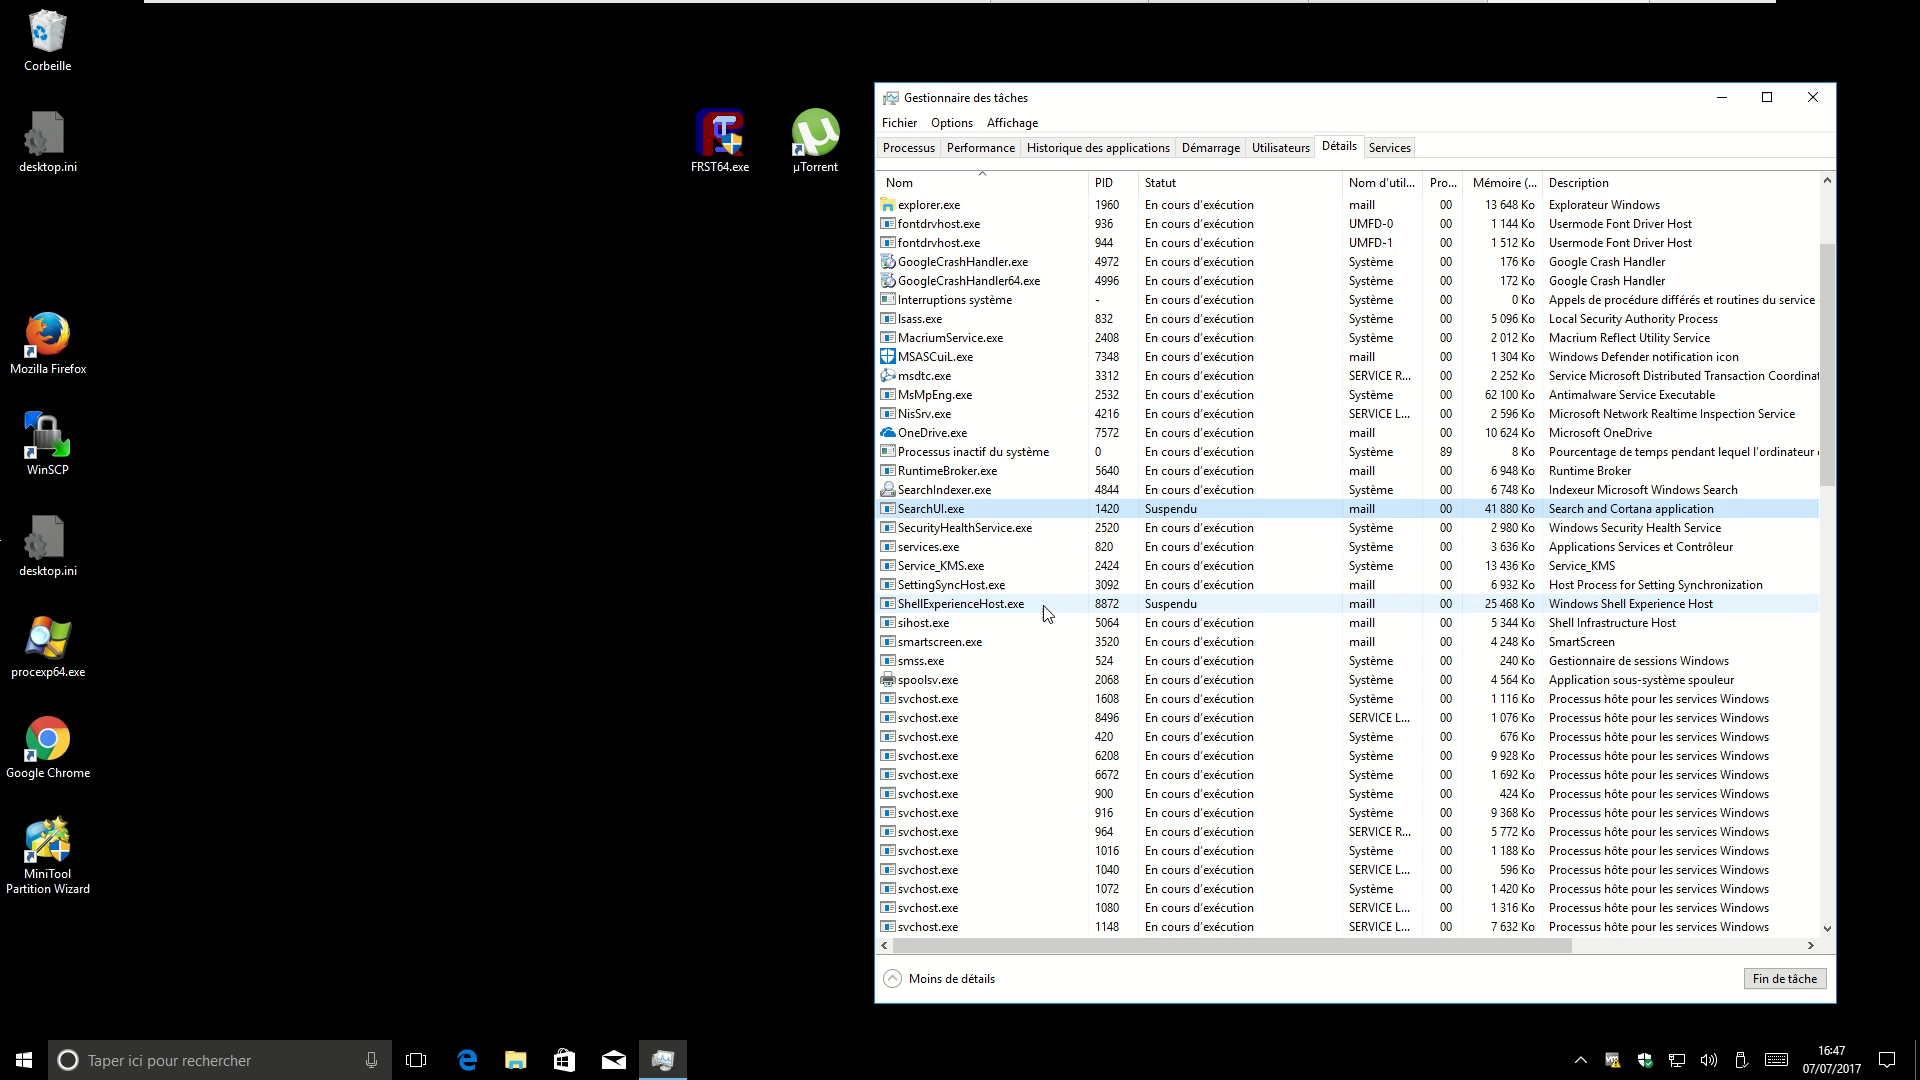 Corbeille
desktop.ini
Mozilla Firefox
WinSCP
desktop.ini
procexp64.exe
Google Chrome
MiniTool
Partition Wizard
FRST64.exe
µTorrent
Gestionnaire des tâches
Fichier Options Affichage
Processus Performance Historique des applications Démarrage Utilisateurs Détails Services
Nom PID Statut Nom d'util... Pro... Mémoire (... Description
explorer.exe 1960 En cours d'exécution maill 00 13 648 Ko Explorateur Windows
fontdrvhost.exe 936 En cours d'exécution UMFD-0 00 1 144 Ko Usermode Font Driver Host
fontdrvhost.exe 944 En cours d'exécution UMFD-1 00 1 512 Ko Usermode Font Driver Host
GoogleCrashHandler.exe 4972 En cours d'exécution Système 00 176 Ko Google Crash Handler
GoogleCrashHandler64.exe 4996 En cours d'exécution Système 00 172 Ko Google Crash Handler
Interruptions système - En cours d'exécution Système 00 0 Ko Appels de procédure différés et routines du service
lsass.exe 832 En cours d'exécution Système 00 5 096 Ko Local Security Authority Process
MacriumService.exe 2408 En cours d'exécution Système 00 2 012 Ko Macrium Reflect Utility Service
MSASCuiL.exe 7348 En cours d'exécution maill 00 1 304 Ko Windows Defender notification icon
msdtc.exe 3312 En cours d'exécution SERVICE R... 00 2 252 Ko Service Microsoft Distributed Transaction Coordinat
MsMpEng.exe 2532 En cours d'exécution Système 00 62 100 Ko Antimalware Service Executable
NisSrv.exe 4216 En cours d'exécution SERVICE L... 00 2 596 Ko Microsoft Network Realtime Inspection Service
OneDrive.exe 7572 En cours d'exécution maill 00 10 624 Ko Microsoft OneDrive
Processus inactif du système 0 En cours d'exécution Système 89 8 Ko Pourcentage de temps pendant lequel l'ordinateur
RuntimeBroker.exe 5640 En cours d'exécution maill 00 6 948 Ko Runtime Broker
SearchIndexer.exe 4844 En cours d'exécution Système 00 6 748 Ko Indexeur Microsoft Windows Search
SearchUI.exe 1420 Suspendu maill 00 41 880 Ko Search and Cortana application
SecurityHealthService.exe 2520 En cours d'exécution Système 00 2 980 Ko Windows Security Health Service
services.exe 820 En cours d'exécution Système 00 3 636 Ko Applications Services et Contrôleur
Service_KMS.exe 2424 En cours d'exécution Système 00 13 436 Ko Service_KMS
SettingSyncHost.exe 3092 En cours d'exécution maill 00 6 932 Ko Host Process for Setting Synchronization
ShellExperienceHost.exe 8872 Suspendu maill 00 25 468 Ko Windows Shell Experience Host
sihost.exe 5064 En cours d'exécution maill 00 5 344 Ko Shell Infrastructure Host
smartscreen.exe 3520 En cours d'exécution maill 00 4 248 Ko SmartScreen
smss.exe 524 En cours d'exécution Système 00 240 Ko Gestionnaire de sessions Windows
spoolsv.exe 2068 En cours d'exécution Système 00 4 564 Ko Application sous-système spouleur
svchost.exe 1608 En cours d'exécution Système 00 1 116 Ko Processus hôte pour les services Windows
svchost.exe 8496 En cours d'exécution SERVICE L... 00 1 076 Ko Processus hôte pour les services Windows
svchost.exe 420 En cours d'exécution Système 00 676 Ko Processus hôte pour les services Windows
svchost.exe 6208 En cours d'exécution Système 00 9 928 Ko Processus hôte pour les services Windows
svchost.exe 6672 En cours d'exécution Système 00 1 692 Ko Processus hôte pour les services Windows
svchost.exe 900 En cours d'exécution Système 00 424 Ko Processus hôte pour les services Windows
svchost.exe 916 En cours d'exécution Système 00 9 368 Ko Processus hôte pour les services Windows
svchost.exe 964 En cours d'exécution SERVICE R... 00 5 772 Ko Processus hôte pour les services Windows
svchost.exe 1016 En cours d'exécution Système 00 1 188 Ko Processus hôte pour les services Windows
svchost.exe 1040 En cours d'exécution SERVICE L... 00 596 Ko Processus hôte pour les services Windows
svchost.exe 1072 En cours d'exécution Système 00 1 420 Ko Processus hôte pour les services Windows
svchost.exe 1080 En cours d'exécution SERVICE L... 00 1 316 Ko Processus hôte pour les services Windows
svchost.exe 1148 En cours d'exécution SERVICE L... 00 7 632 Ko Processus hôte pour les services Windows
Moins de détails
Fin de tâche
Taper ici pour rechercher
16:47
07/07/2017